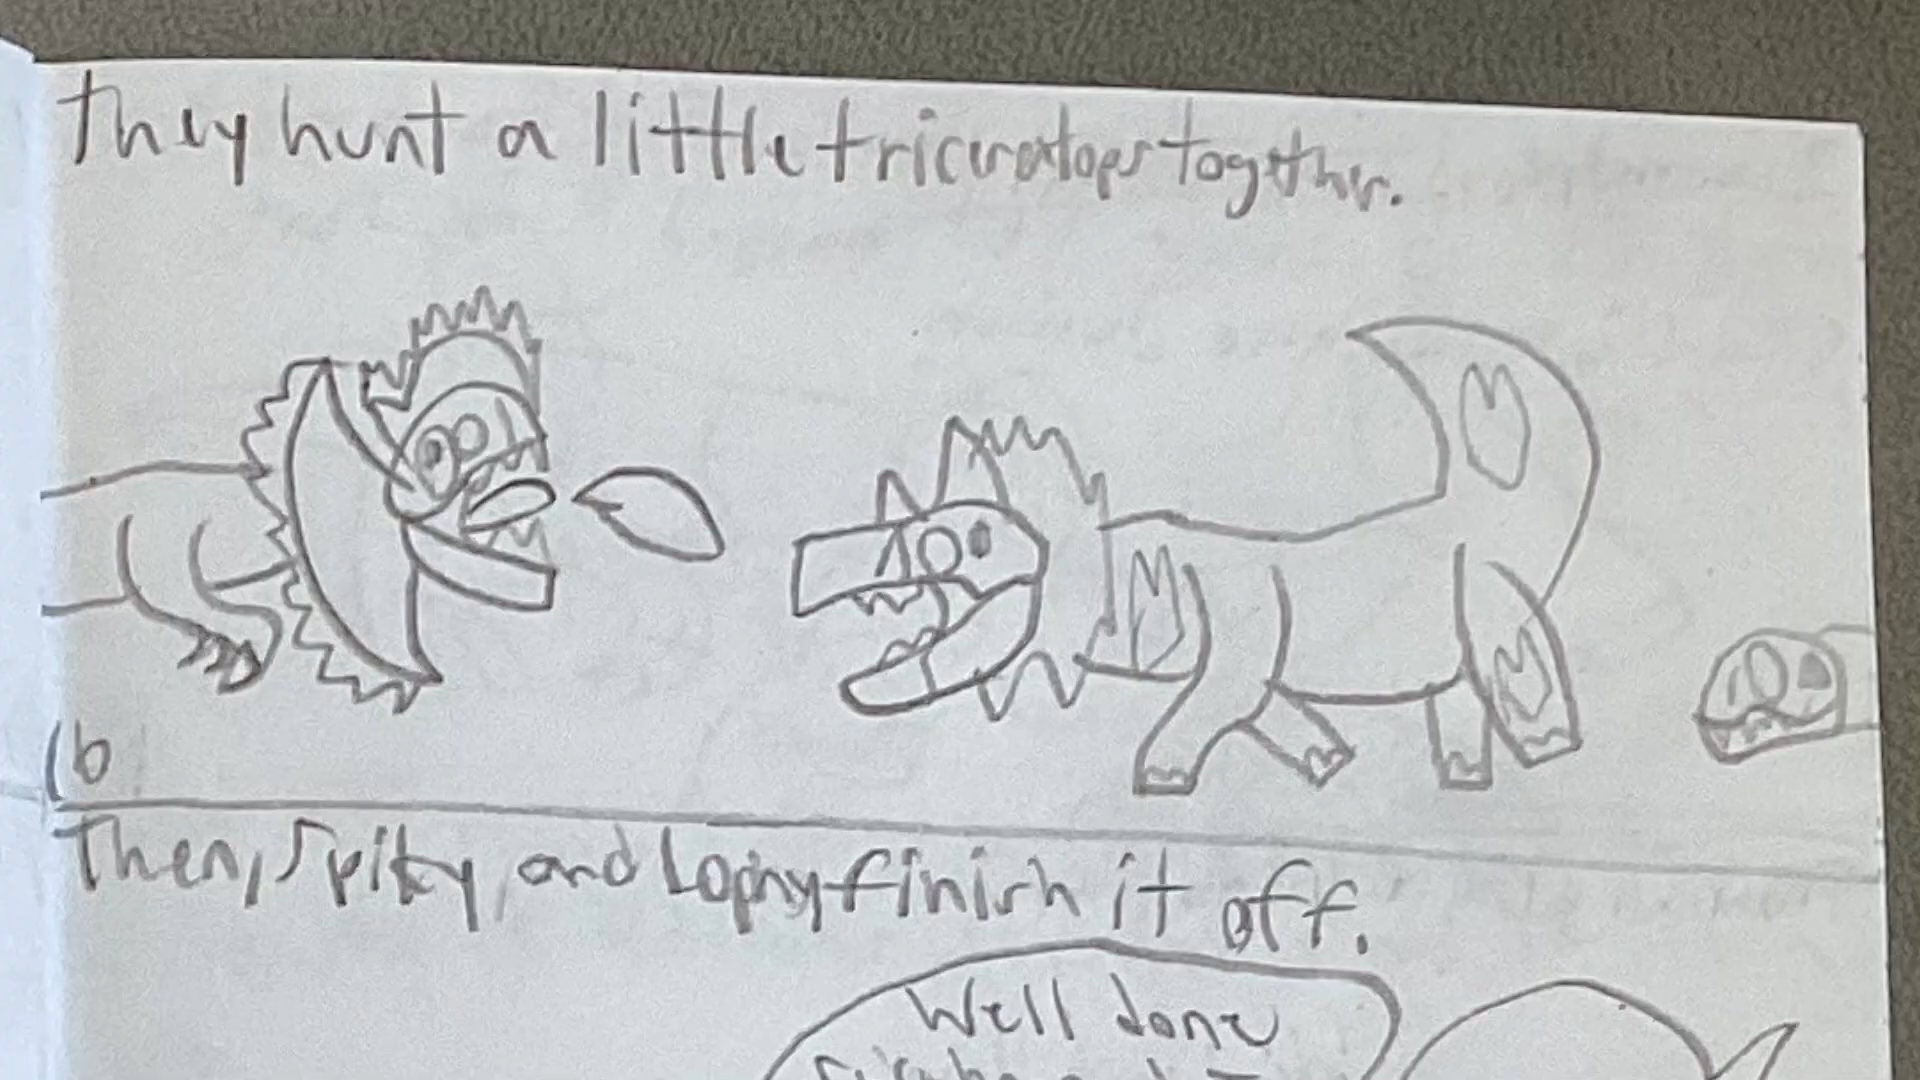 They hunt a little triceratops together.
16
Then, Spiky, and Lophy finish it off.
Well done